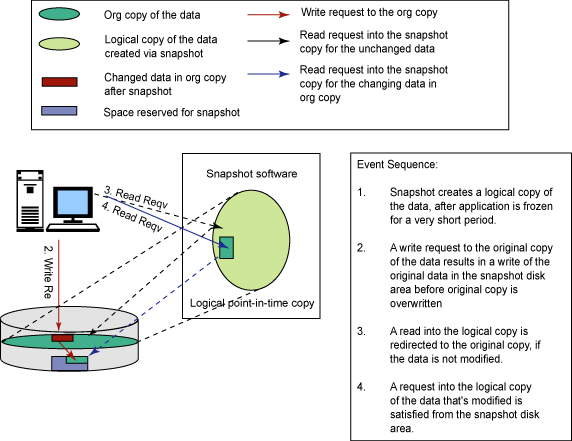 Org copy of the data
Write request to the org copy
Logical copy of the data
created via snapshot
Read request into the snapshot
copy for the unchanged data
Changed data in org copy
after snapshot
Read request into the snapshot
copy for the changing data in
org copy
Space reserved for snapshot
3. Read Reqv
4. Read Reqv
2. Write Re
Snapshot software
Logical point-in-time copy
Event Sequence:
1. Snapshot creates a logical copy of
the data, after application is frozen
for a very short period.
2. A write request to the original copy
of the data results in a write of the
original data in the snapshot disk
area before original copy is
overwritten
3. A read into the logical copy is
redirected to the original copy, if
the data is not modified.
4. A request into the logical copy
of the data that's modified is
satisfied from the snapshot disk
area.